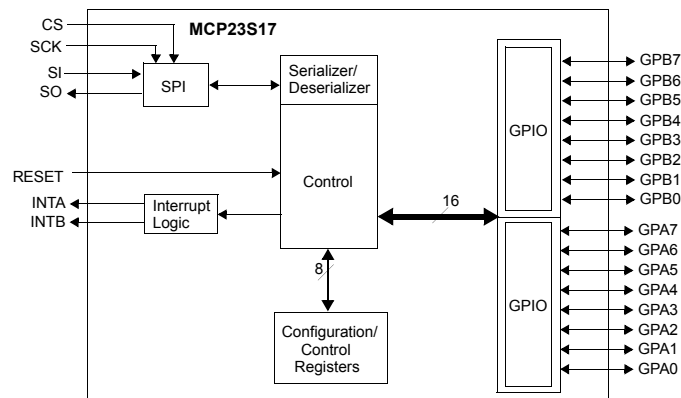 CS
MCP23S17
SCK
SI
SO
SPI
Serializer/
Deserializer
RESET
Control
INTA
INTB
Interrupt
Logic
16
8
Configuration/
Control
Registers
GPIO
GPB7
GPB6
GPB5
GPB4
GPB3
GPB2
GPB1
GPB0
GPIO
GPA7
GPA6
GPA5
GPA4
GPA3
GPA2
GPA1
GPA0